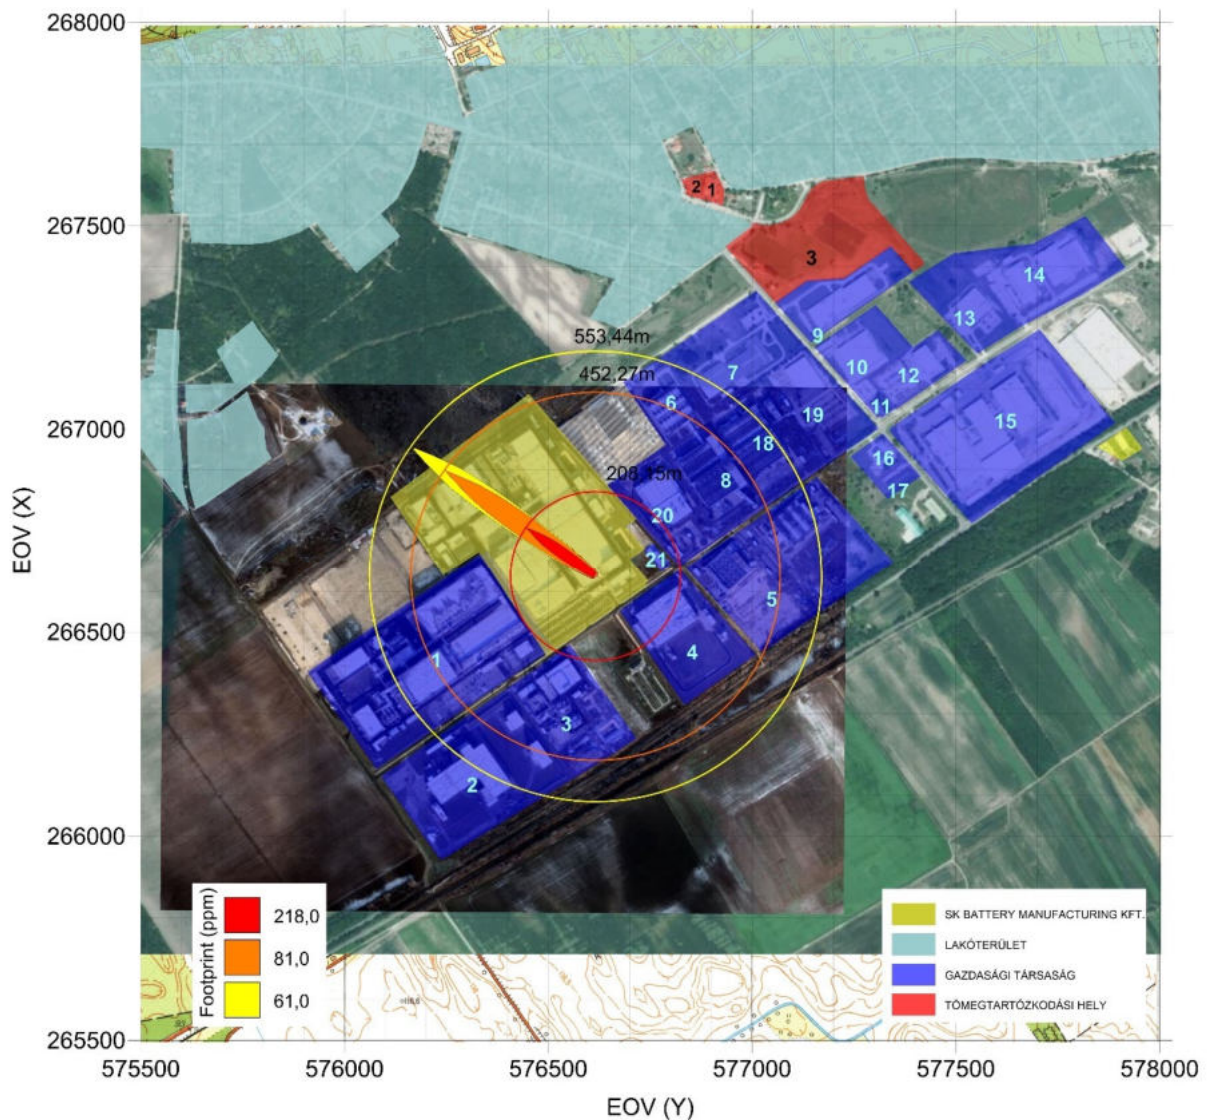 268000
267500
267000
266500
266000
265500
EOV (X)
2 1
3
14
13
9
553,44m
10
12
7
452,27m
6
11
19
15
18
16
208,15m
8
17
20
21
5
1
4
3
2
Footprint (ppm)
218,0
81,0
61,0
SK BATTERY MANUFACTURING KFT.
LAKÓTERÜLET
GAZDASÁGI TÁRSASÁG
TÖMEGTARTÓZKODÁSI HELY
575500 576000 576500 577000 577500 578000
EOV (Y)